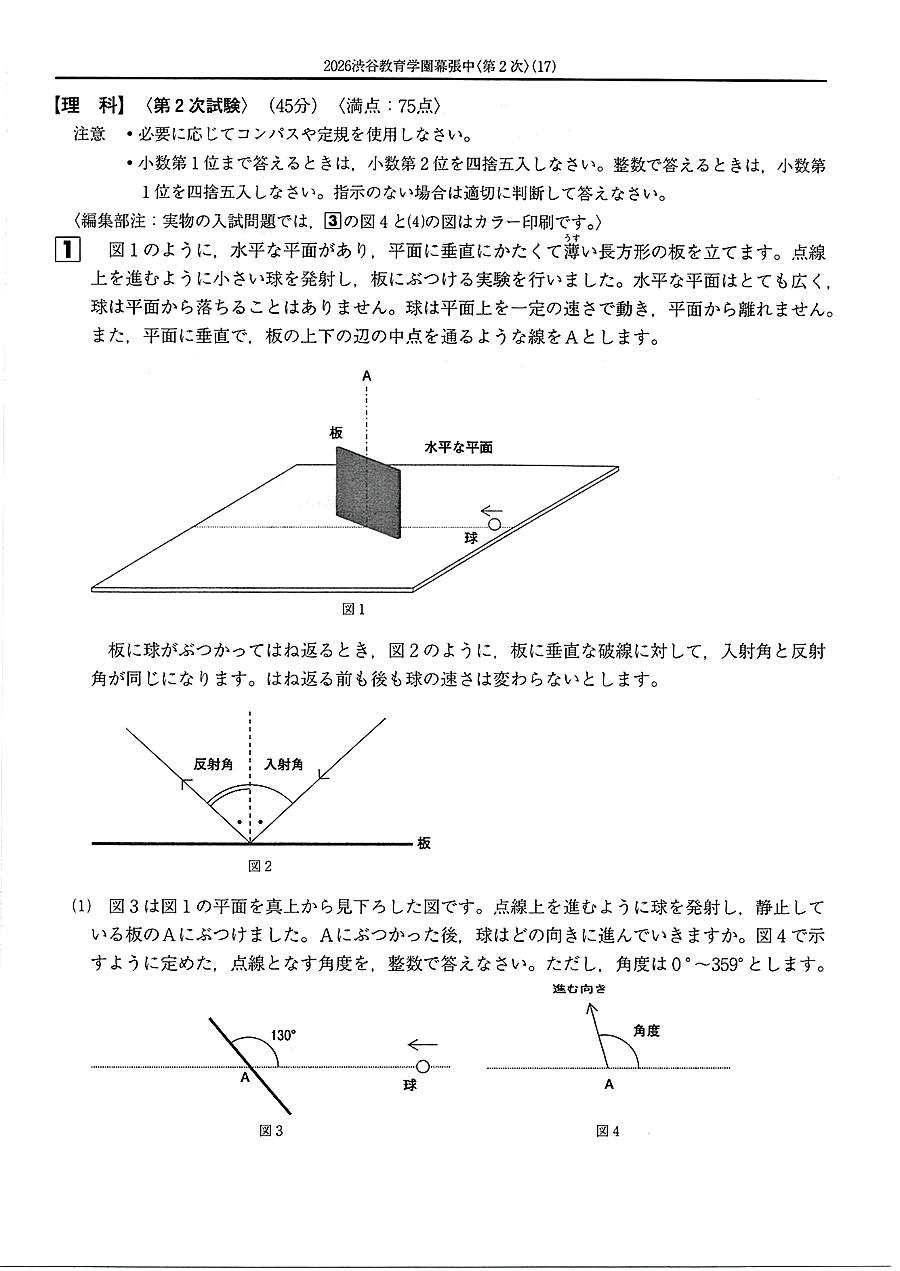 2026渋谷教育学園幕張中〈第2次〉(17)
【理 科】〈第2次試験〉(45分)〈満点：75点〉
注意 ・必要に応じてコンパスや定規を使用しなさい。
・小数第1位まで答えるときは，小数第2位を四捨五入しなさい。整数で答えるときは，小数第
1位を四捨五入しなさい。指示のない場合は適切に判断して答えなさい。
〈編集部注：実物の入試問題では，3の図4と(4)の図はカラー印刷です。〉
うす
1 図1のように，水平な平面があり，平面に垂直にかたくて薄い長方形の板を立てます。点線
上を進むように小さい球を発射し，板にぶつける実験を行いました。水平な平面はとても広く，
球は平面から落ちることはありません。球は平面上を一定の速さで動き，平面から離れません。
また，平面に垂直で，板の上下の辺の中点を通るような線をAとします。
A
板
水平な平面
球
図1
板に球がぶつかってはね返るとき，図2のように，板に垂直な破線に対して，入射角と反射
角が同じになります。はね返る前も後も球の速さは変わらないとします。
反射角 入射角
板
図2
(1) 図3は図1の平面を真上から見下ろした図です。点線上を進むように球を発射し，静止して
いる板のAにぶつけました。Aにぶつかった後，球はどの向きに進んでいきますか。図4で示
すように定めた，点線となす角度を，整数で答えなさい。ただし，角度は0°～359°とします。
進む向き
130°
角度
A
球
A
図3
図4